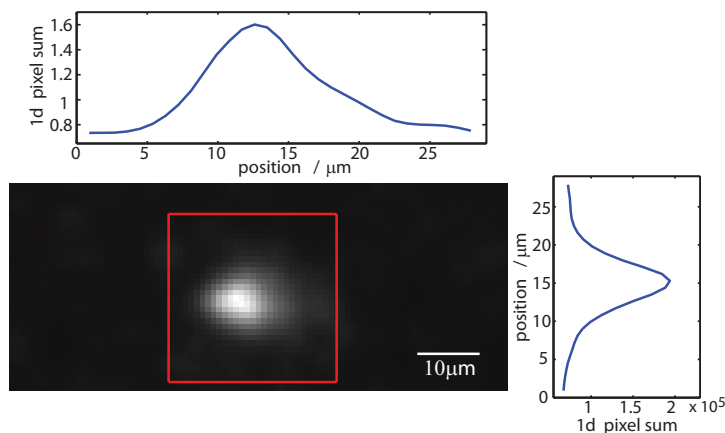 1.6
1.4
1.2
1
0.8
1d pixel sum
0 5 10 15 20 25
position / μm
10μm
25
20
15
10
5
0
position / μm
1 1.5 2 x 10⁵
1d pixel sum